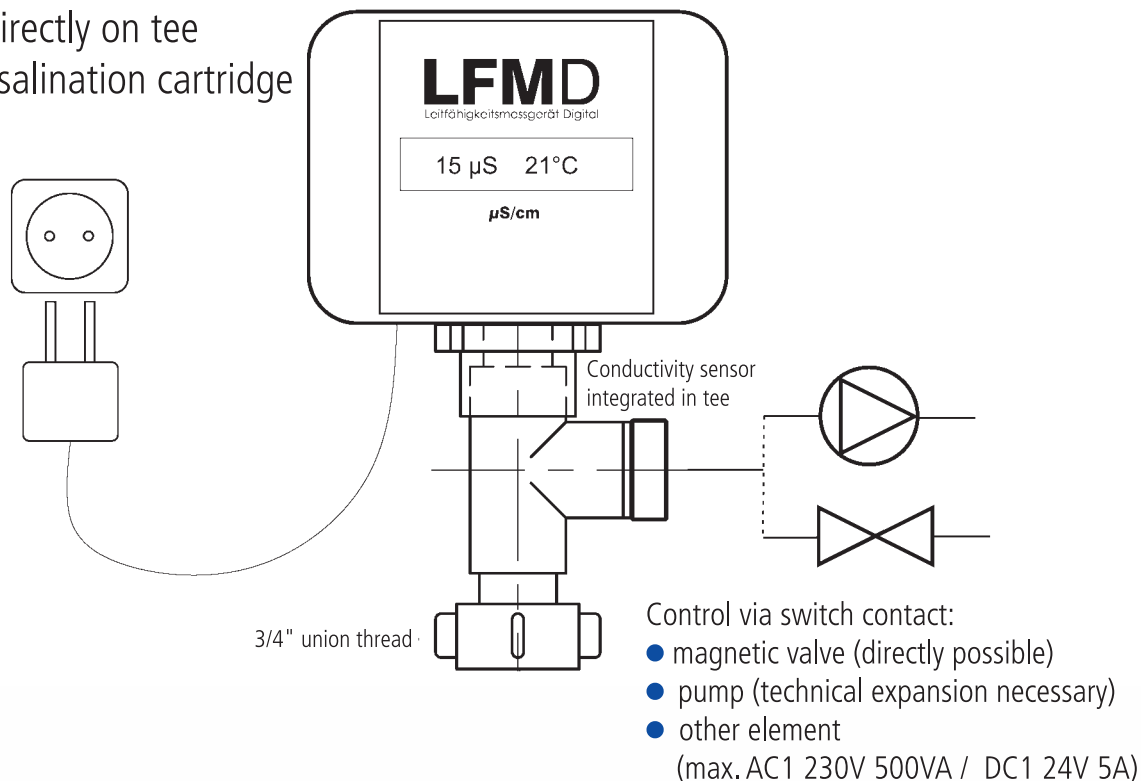 irectly on tee
salination cartridge
LFMD
Leitfähigkeitsmessgerät Digital
15 µS 21°C
µS/cm
Conductivity sensor
integrated in tee
3/4" union thread
Control via switch contact:
● magnetic valve (directly possible)
● pump (technical expansion necessary)
● other element
(max. AC1 230V 500VA / DC1 24V 5A)